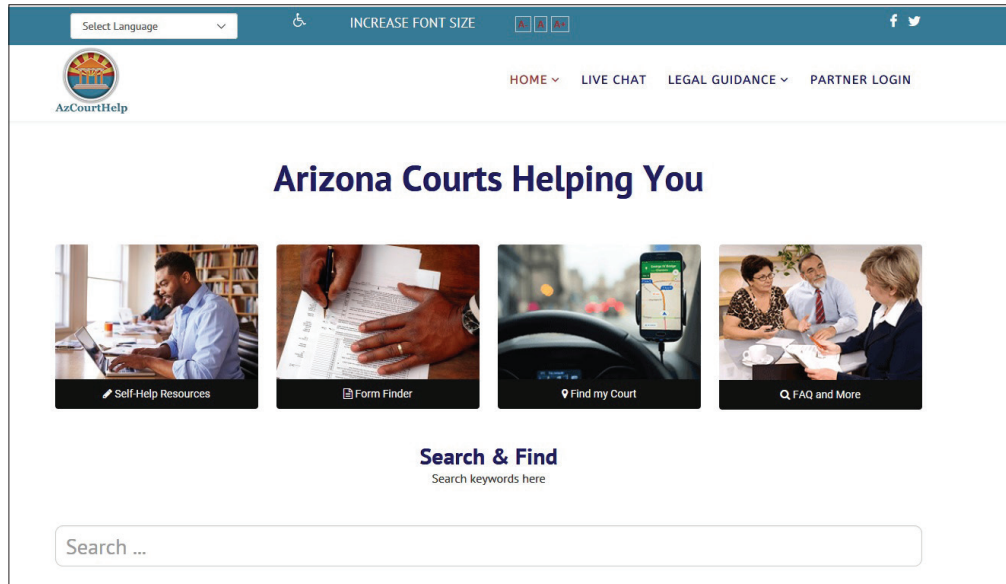 Select Language
INCREASE FONT SIZE
A- A A+
AzCourtHelp
HOME
LIVE CHAT
LEGAL GUIDANCE
PARTNER LOGIN
Arizona Courts Helping You
Self-Help Resources
Form Finder
Find my Court
FAQ and More
Search & Find
Search keywords here
Search ...